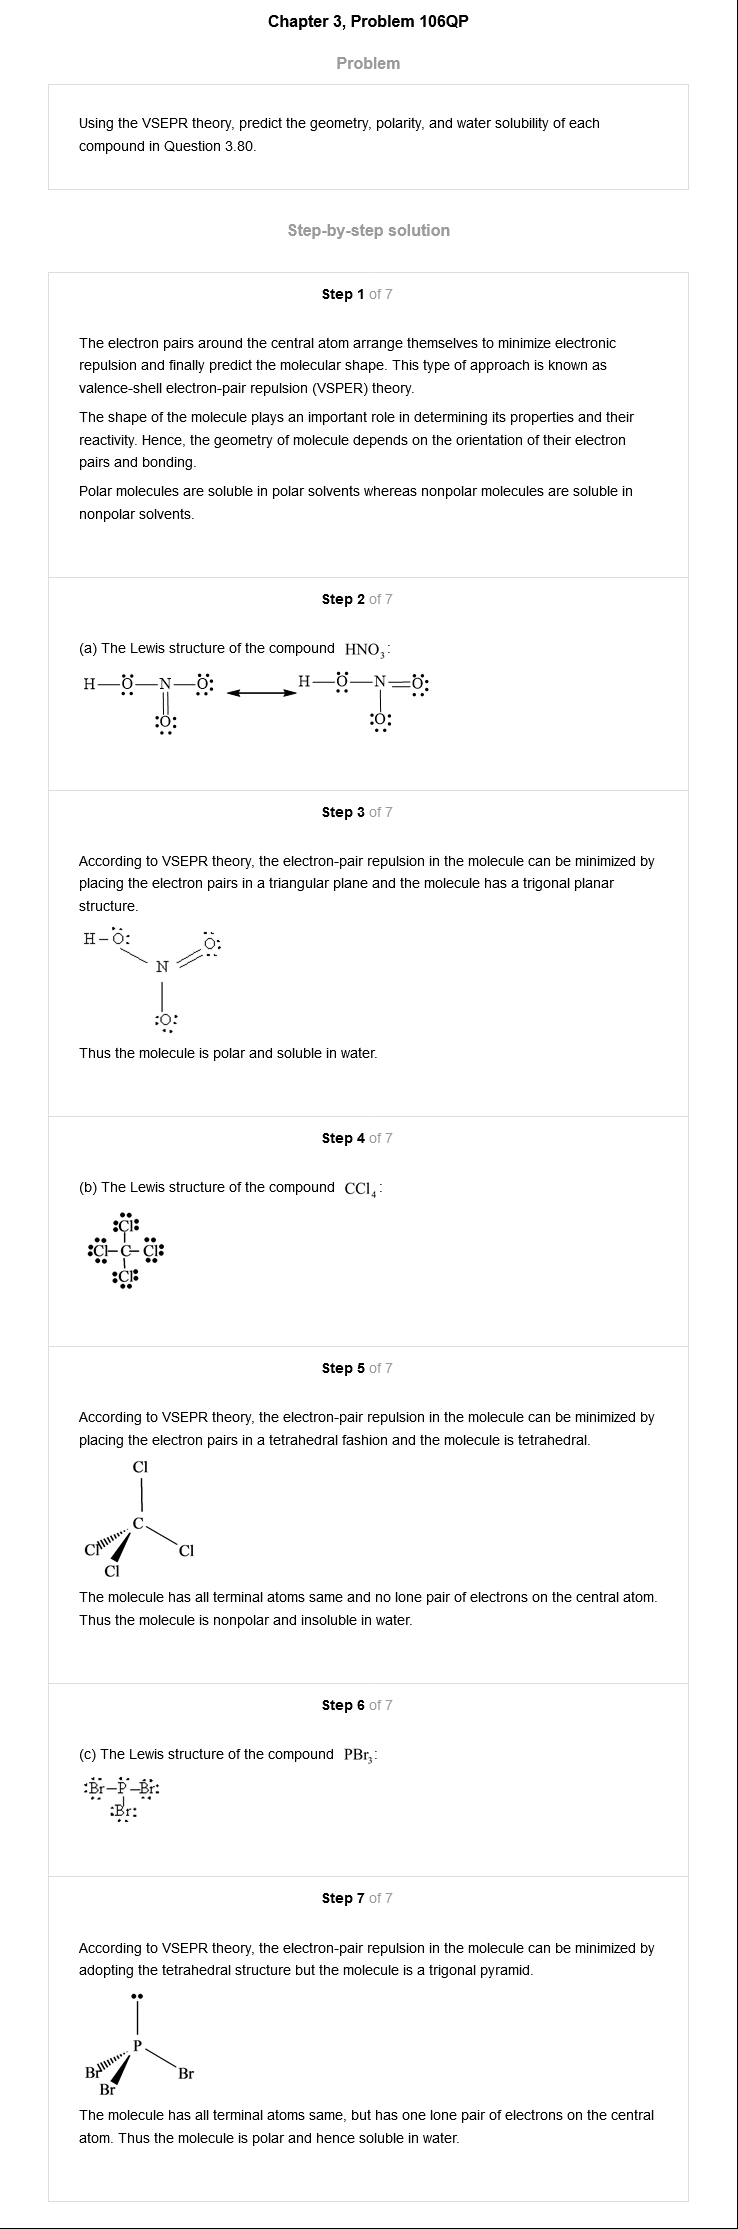 Chapter 3, Problem 106QP
Problem
Using the VSEPR theory, predict the geometry, polarity, and water solubility of each
compound in Question 3.80.
Step-by-step solution
Step 1 of 7
The electron pairs around the central atom arrange themselves to minimize electronic
repulsion and finally predict the molecular shape. This type of approach is known as
valence-shell electron-pair repulsion (VSPER) theory.
The shape of the molecule plays an important role in determining its properties and their
reactivity. Hence, the geometry of molecule depends on the orientation of their electron
pairs and bonding.
Polar molecules are soluble in polar solvents whereas nonpolar molecules are soluble in
nonpolar solvents.
Step 2 of 7
(a) The Lewis structure of the compound HNO₃:
H—O—N—O: H—O—N=O:
:O: :O:
Step 3 of 7
According to VSEPR theory, the electron-pair repulsion in the molecule can be minimized by
placing the electron pairs in a triangular plane and the molecule has a trigonal planar
structure.
H–O: O:
N
:O:
Thus the molecule is polar and soluble in water.
Step 4 of 7
(b) The Lewis structure of the compound CCl₄:
:Cl:
:Cl–C–Cl:
:Cl:
Step 5 of 7
According to VSEPR theory, the electron-pair repulsion in the molecule can be minimized by
placing the electron pairs in a tetrahedral fashion and the molecule is tetrahedral.
Cl
C
Cl Cl
Cl
The molecule has all terminal atoms same and no lone pair of electrons on the central atom.
Thus the molecule is nonpolar and insoluble in water.
Step 6 of 7
(c) The Lewis structure of the compound PBr₃:
:Br–P–Br:
:Br:
Step 7 of 7
According to VSEPR theory, the electron-pair repulsion in the molecule can be minimized by
adopting the tetrahedral structure but the molecule is a trigonal pyramid.
P
Br Br
Br
The molecule has all terminal atoms same, but has one lone pair of electrons on the central
atom. Thus the molecule is polar and hence soluble in water.